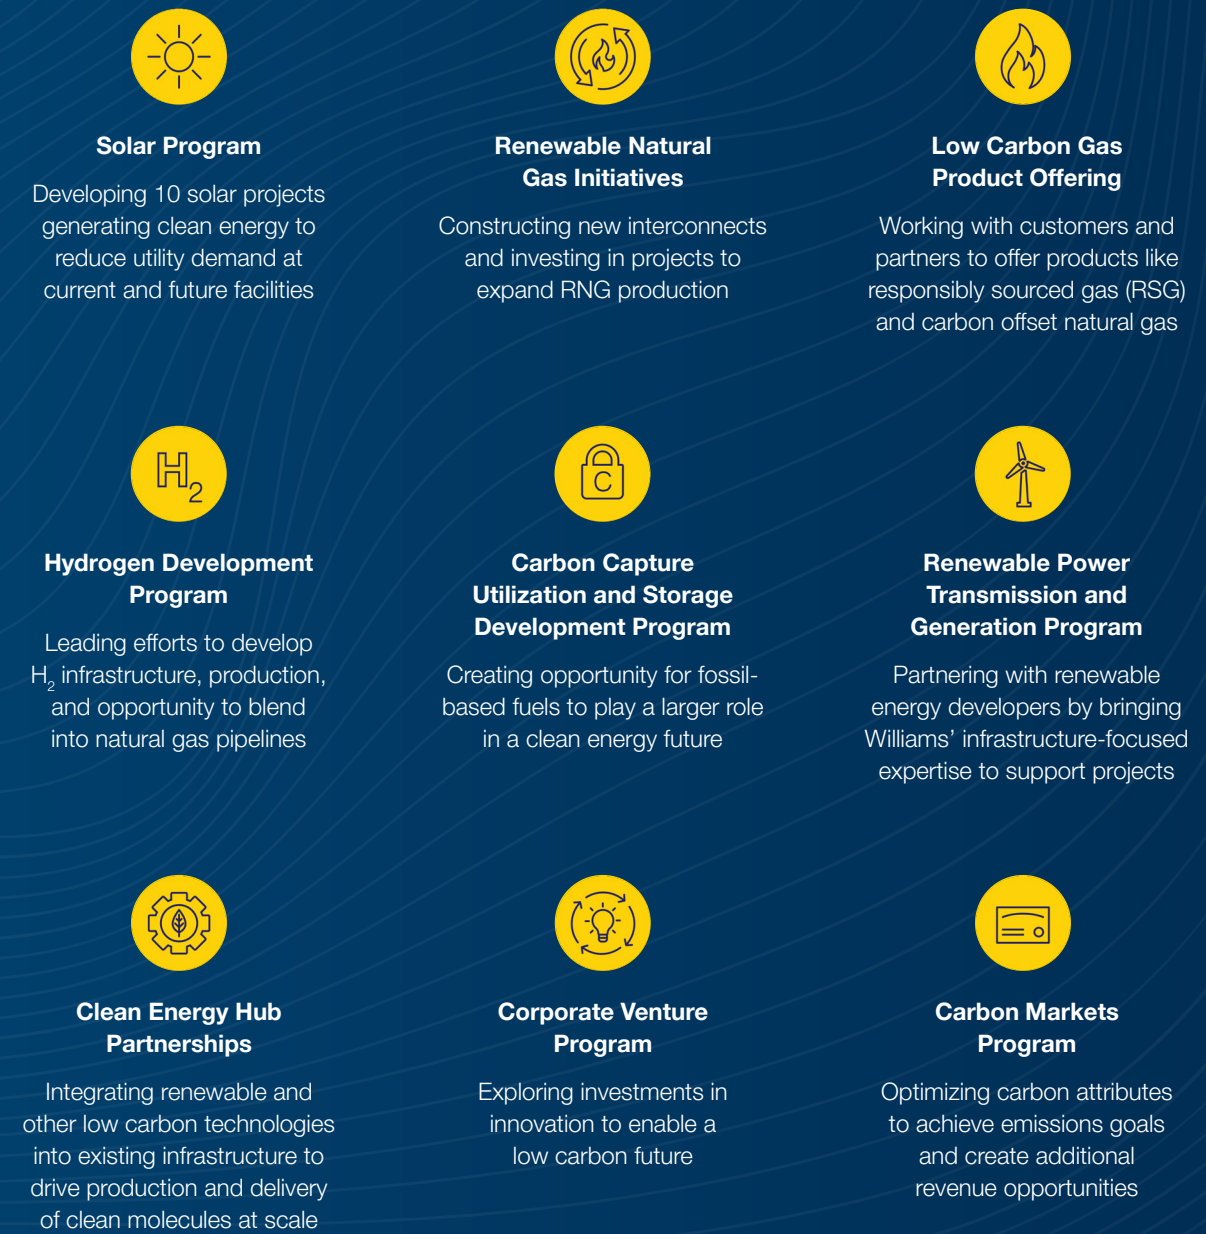 Solar Program
Developing 10 solar projects
generating clean energy to
reduce utility demand at
current and future facilities
Renewable Natural
Gas Initiatives
Constructing new interconnects
and investing in projects to
expand RNG production
Low Carbon Gas
Product Offering
Working with customers and
partners to offer products like
responsibly sourced gas (RSG)
and carbon offset natural gas
H₂
Hydrogen Development
Program
Leading efforts to develop
H₂ infrastructure, production,
and opportunity to blend
into natural gas pipelines
C
Carbon Capture
Utilization and Storage
Development Program
Creating opportunity for fossil-
based fuels to play a larger role
in a clean energy future
Renewable Power
Transmission and
Generation Program
Partnering with renewable
energy developers by bringing
Williams’ infrastructure-focused
expertise to support projects
Clean Energy Hub
Partnerships
Integrating renewable and
other low carbon technologies
into existing infrastructure to
drive production and delivery
of clean molecules at scale
Corporate Venture
Program
Exploring investments in
innovation to enable a
low carbon future
Carbon Markets
Program
Optimizing carbon attributes
to achieve emissions goals
and create additional
revenue opportunities